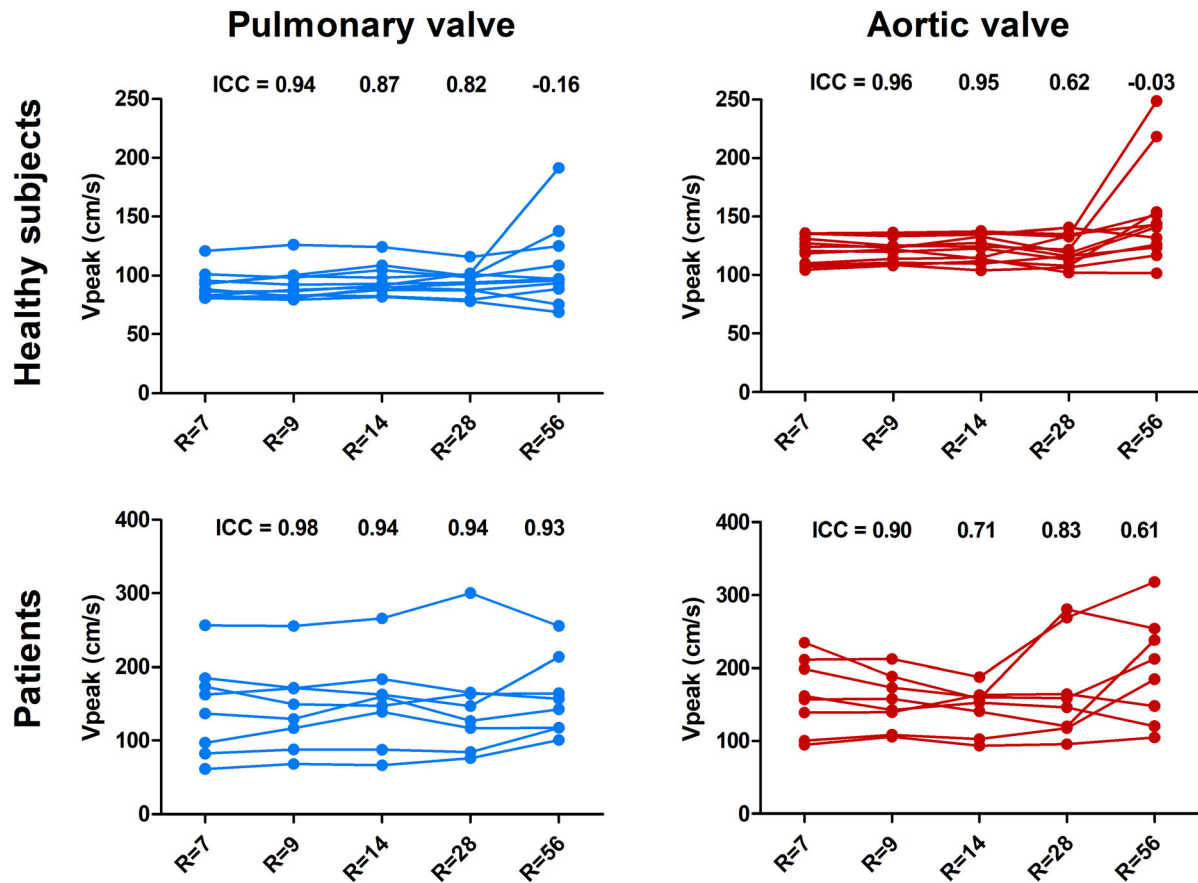 Pulmonary valve
Aortic valve
Healthy subjects
Patients
ICC = 0.94 0.87 0.82 -0.16
Vpeak (cm/s)
250
200
150
100
50
0
R=7 R=9 R=14 R=28 R=56
ICC = 0.96 0.95 0.62 -0.03
Vpeak (cm/s)
250
200
150
100
50
0
R=7 R=9 R=14 R=28 R=56
ICC = 0.98 0.94 0.94 0.93
Vpeak (cm/s)
400
300
200
100
0
R=7 R=9 R=14 R=28 R=56
ICC = 0.90 0.71 0.83 0.61
Vpeak (cm/s)
400
300
200
100
0
R=7 R=9 R=14 R=28 R=56